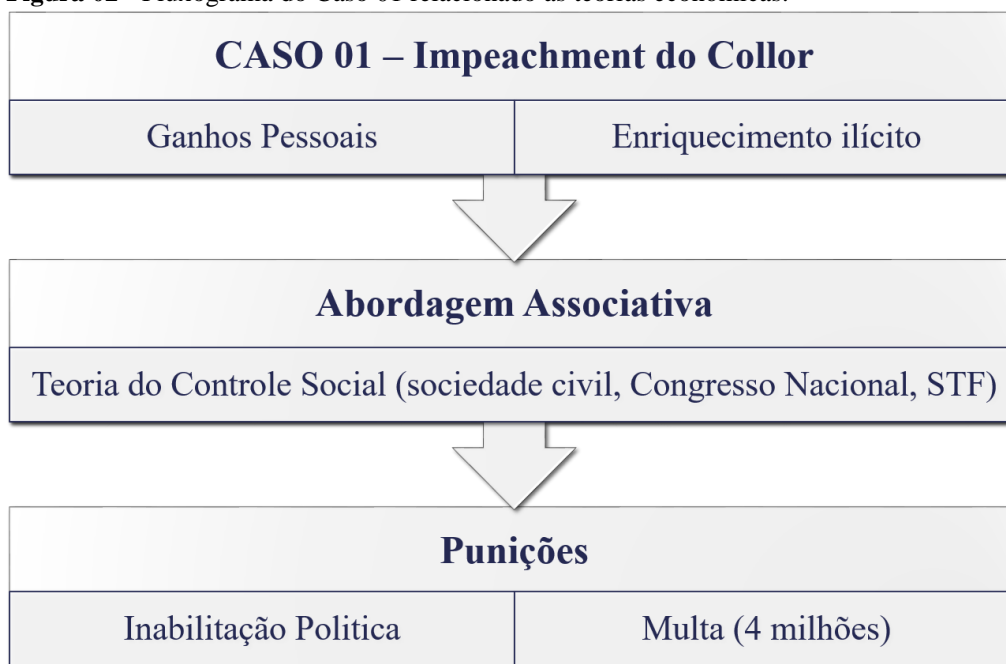 Figura 02 - Fluxograma do Caso 01 relacionado às teorias econômicas.
CASO 01 – Impeachment do Collor
Ganhos Pessoais
Enriquecimento ilícito
Abordagem Associativa
Teoria do Controle Social (sociedade civil, Congresso Nacional, STF)
Punições
Inabilitação Politica
Multa (4 milhões)